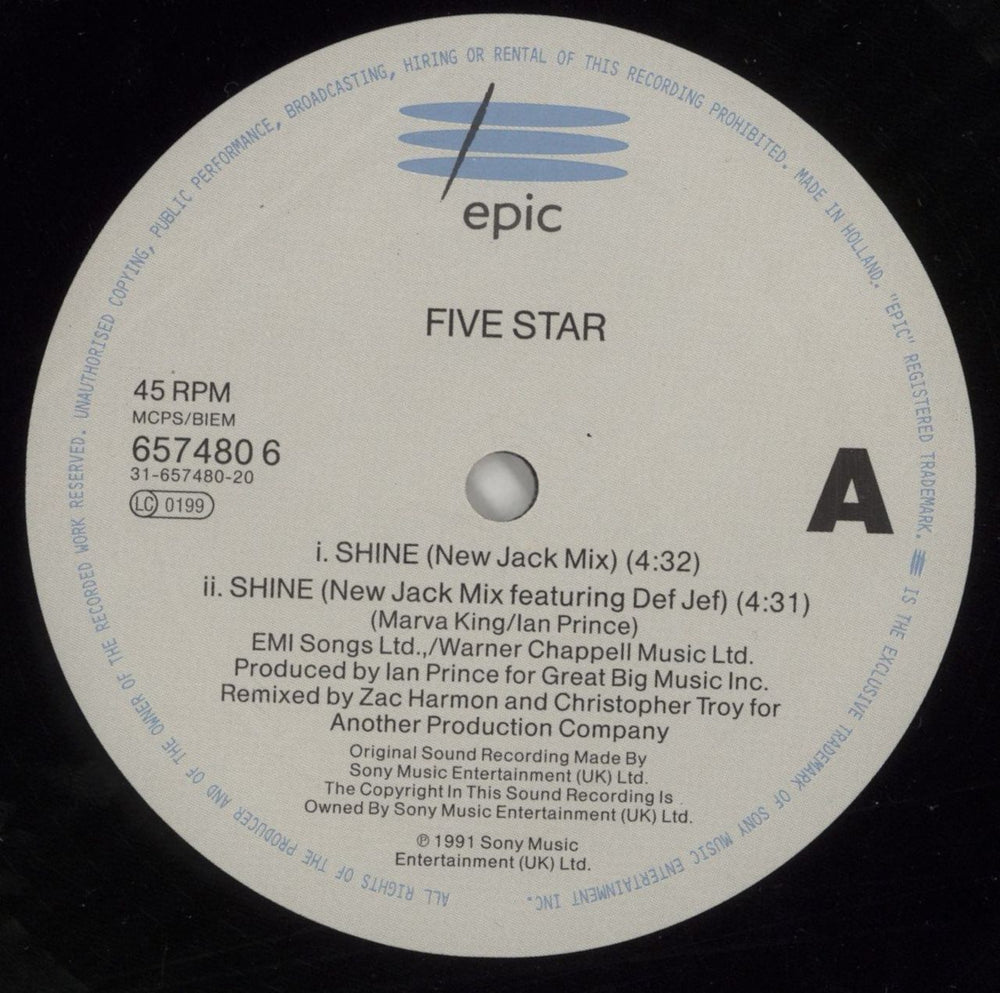 ALL RIGHTS OF THE PRODUCER AND OF THE OWNER OF THE RECORDED WORK RESERVED. UNAUTHORISED COPYING, PUBLIC PERFORMANCE, BROADCASTING, HIRING OR RENTAL OF THIS RECORDING PROHIBITED. MADE IN HOLLAND. "EPIC" REGISTERED TRADEMARK. IS THE EXCLUSIVE TRADEMARK OF SONY MUSIC ENTERTAINMENT INC.
epic
FIVE STAR
45 RPM
MCPS/BIEM
657480 6
31-657480-20
LC 0199
A
i. SHINE (New Jack Mix) (4:32)
ii. SHINE (New Jack Mix featuring Def Jef) (4:31)
(Marva King/Ian Prince)
EMI Songs Ltd.,/Warner Chappell Music Ltd.
Produced by Ian Prince for Great Big Music Inc.
Remixed by Zac Harmon and Christopher Troy for
Another Production Company
Original Sound Recording Made By
Sony Music Entertainment (UK) Ltd.
The Copyright In This Sound Recording Is
Owned By Sony Music Entertainment (UK) Ltd.
℗ 1991 Sony Music
Entertainment (UK) Ltd.